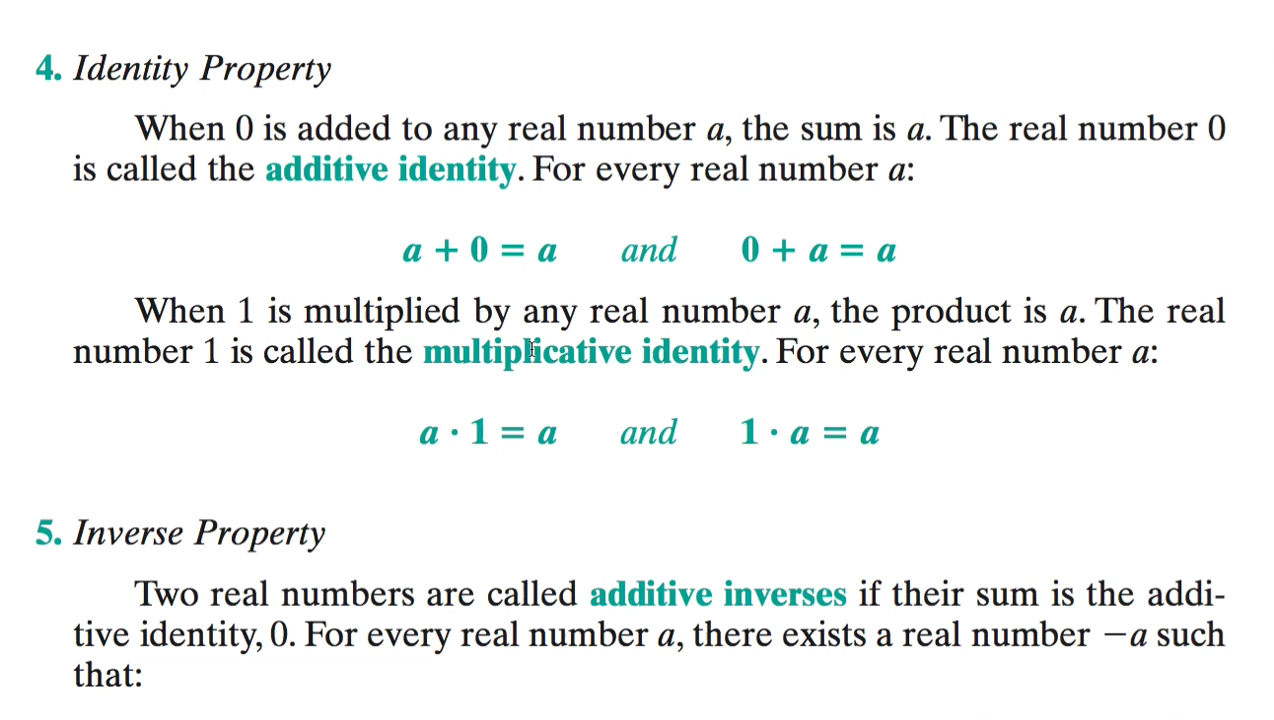 4. Identity Property
When 0 is added to any real number a, the sum is a. The real number 0
is called the additive identity. For every real number a:
a + 0 = a and 0 + a = a
When 1 is multiplied by any real number a, the product is a. The real
number 1 is called the multiplicative identity. For every real number a:
a · 1 = a and 1 · a = a
5. Inverse Property
Two real numbers are called additive inverses if their sum is the addi-
tive identity, 0. For every real number a, there exists a real number −a such
that: